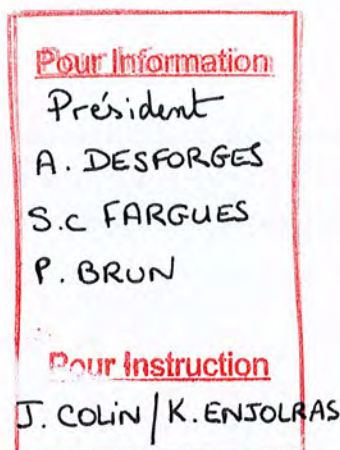 Pour Information
Président
A. DESFORGES
S.C FARGUES
P. BRUN
Pour Instruction
J. COLIN / K. ENJOLRAS